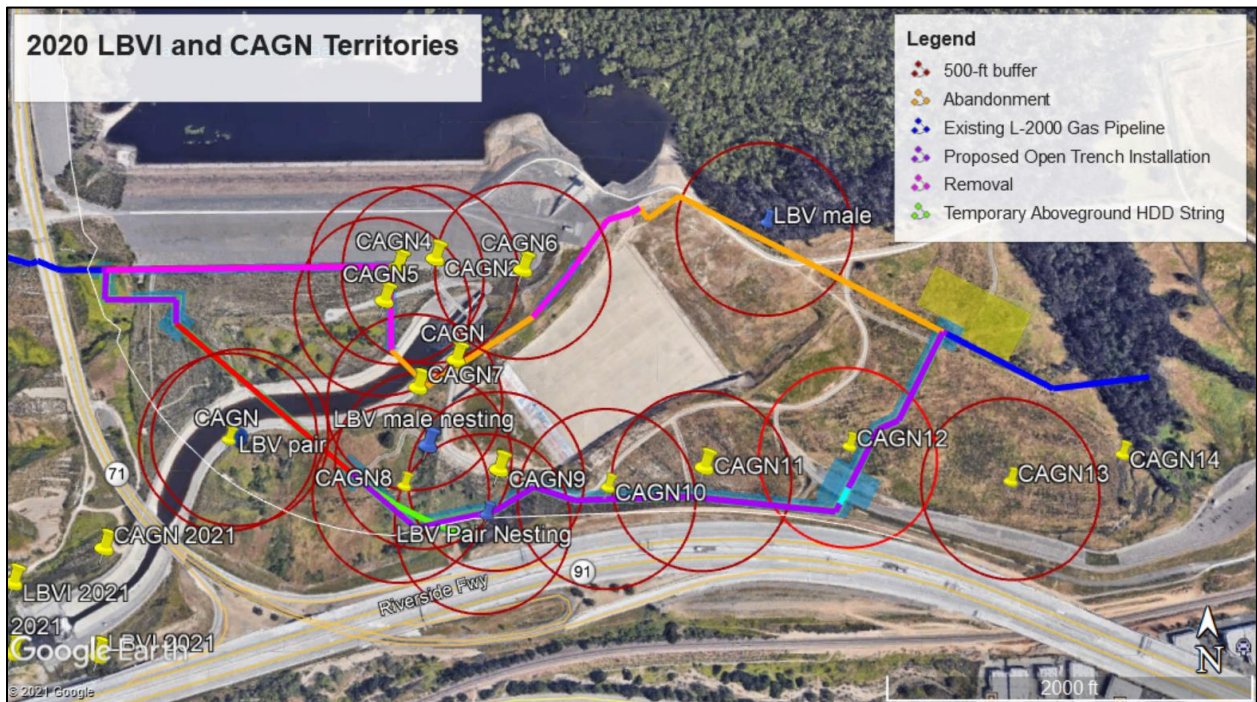 2020 LBVI and CAGN Territories
Legend
500-ft buffer
Abandonment
Existing L-2000 Gas Pipeline
Proposed Open Trench Installation
Removal
Temporary Aboveground HDD String
LBV male
CAGN4
CAGN6
CAGN2
CAGN5
CAGN
CAGN7
LBV male nesting
CAGN
LBV pair
CAGN12
CAGN11
CAGN14
CAGN13
CAGN8
CAGN9
CAGN10
71
LBV Pair Nesting
CAGN 2021
91
Riverside Fwy
LBVI 2021
2021
LBVI 2021
Google Earth
N
© 2021 Google
2000 ft